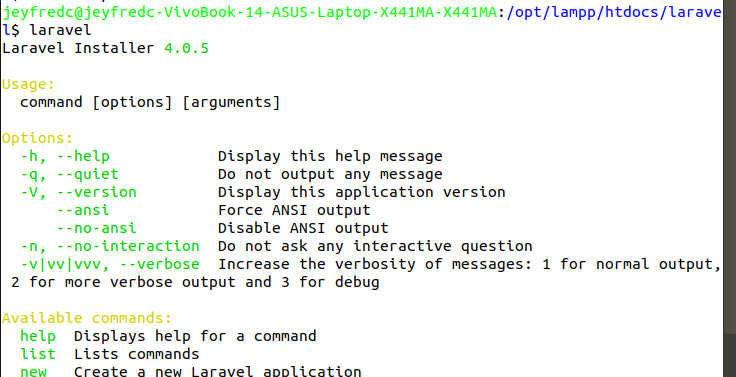 jeyfredc@jeyfredc-VivoBook-14-ASUS-Laptop-X441MA-X441MA:/opt/lampp/htdocs/larave
l$ laravel
Laravel Installer 4.0.5
Usage:
  command [options] [arguments]
Options:
  -h, --help            Display this help message
  -q, --quiet           Do not output any message
  -V, --version         Display this application version
      --ansi            Force ANSI output
      --no-ansi         Disable ANSI output
  -n, --no-interaction  Do not ask any interactive question
  -v|vv|vvv, --verbose  Increase the verbosity of messages: 1 for normal output,
 2 for more verbose output and 3 for debug
Available commands:
  help  Displays help for a command
  list  Lists commands
  new   Create a new Laravel application